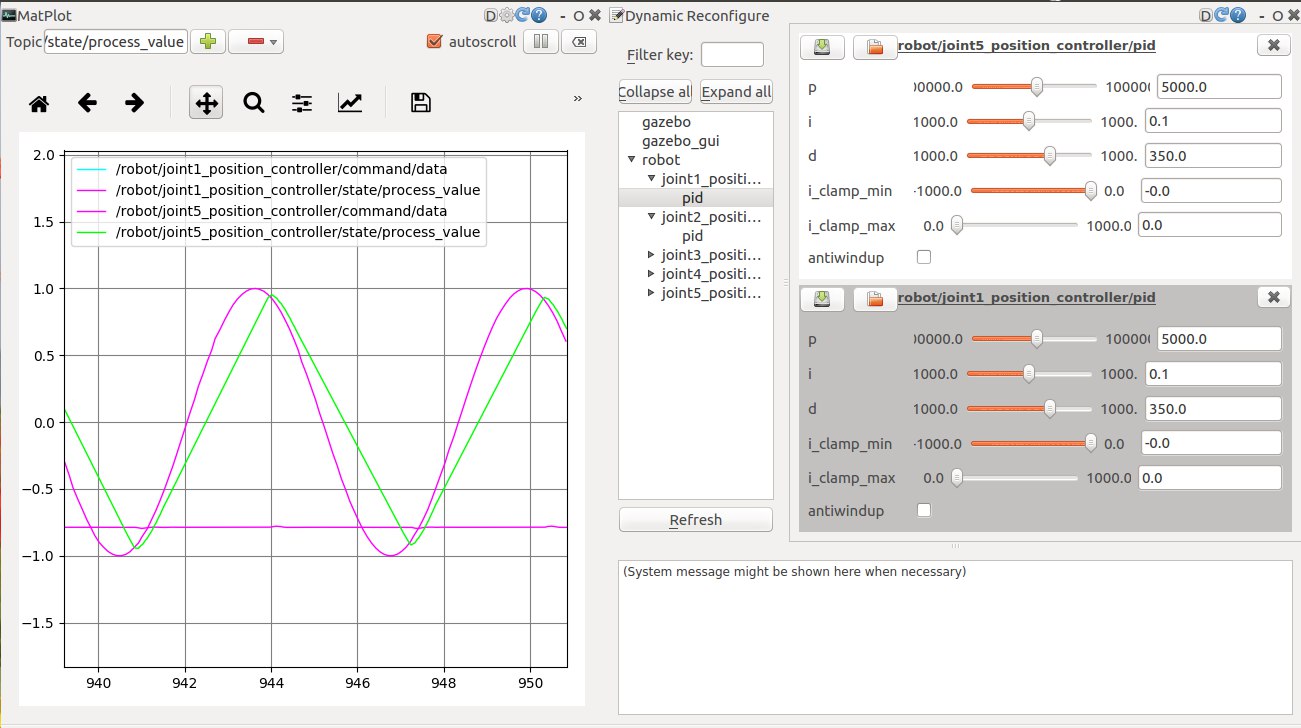 MatPlot
D
- O
Topic /state/process_value
autoscroll
»
2.0
1.5
1.0
0.5
0.0
−0.5
−1.0
−1.5
940 942 944 946 948 950
/robot/joint1_position_controller/command/data
/robot/joint1_position_controller/state/process_value
/robot/joint5_position_controller/command/data
/robot/joint5_position_controller/state/process_value
Dynamic Reconfigure
D
- O
Filter key:
Collapse all Expand all
gazebo
gazebo_gui
robot
joint1_positi...
pid
joint2_positi...
pid
joint3_positi...
joint4_positi...
joint5_positi...
Refresh
robot/joint5_position_controller/pid
p 00000.0 10000 5000.0
i 1000.0 1000. 0.1
d 1000.0 1000. 350.0
i_clamp_min -1000.0 0.0 -0.0
i_clamp_max 0.0 1000.0 0.0
antiwindup
robot/joint1_position_controller/pid
p 00000.0 10000 5000.0
i 1000.0 1000. 0.1
d 1000.0 1000. 350.0
i_clamp_min -1000.0 0.0 -0.0
i_clamp_max 0.0 1000.0 0.0
antiwindup
(System message might be shown here when necessary)